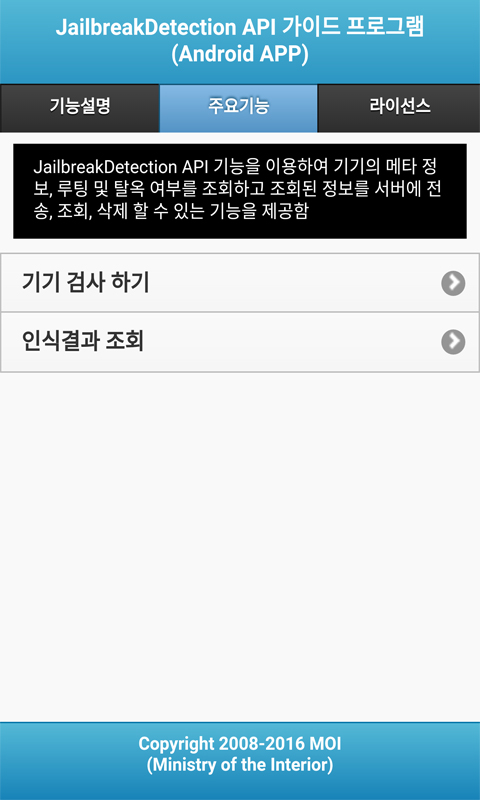 JailbreakDetection API 가이드 프로그램
(Android APP)
기능설명
주요기능
라이선스
JailbreakDetection API 기능을 이용하여 기기의 메타 정
보, 루팅 및 탈옥 여부를 조회하고 조회된 정보를 서버에 전
송, 조회, 삭제 할 수 있는 기능을 제공함
기기 검사 하기
인식결과 조회
Copyright 2008-2016 MOI
(Ministry of the Interior)